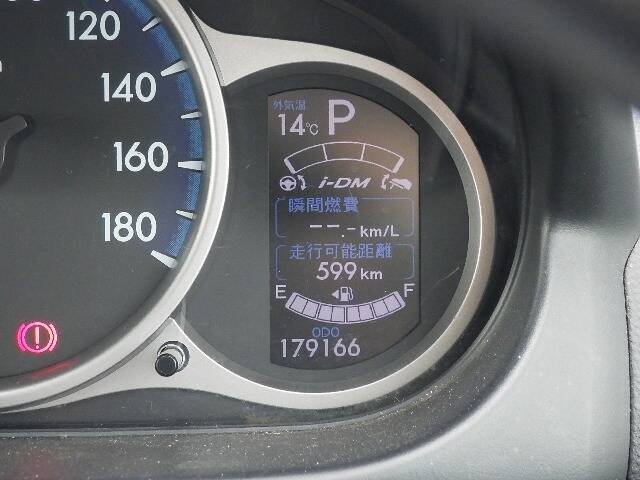 120
140
160
180
外気温
14℃ P
i-DM
瞬間燃費
--.- km/L
走行可能距離
599 km
E F
ODO
179166